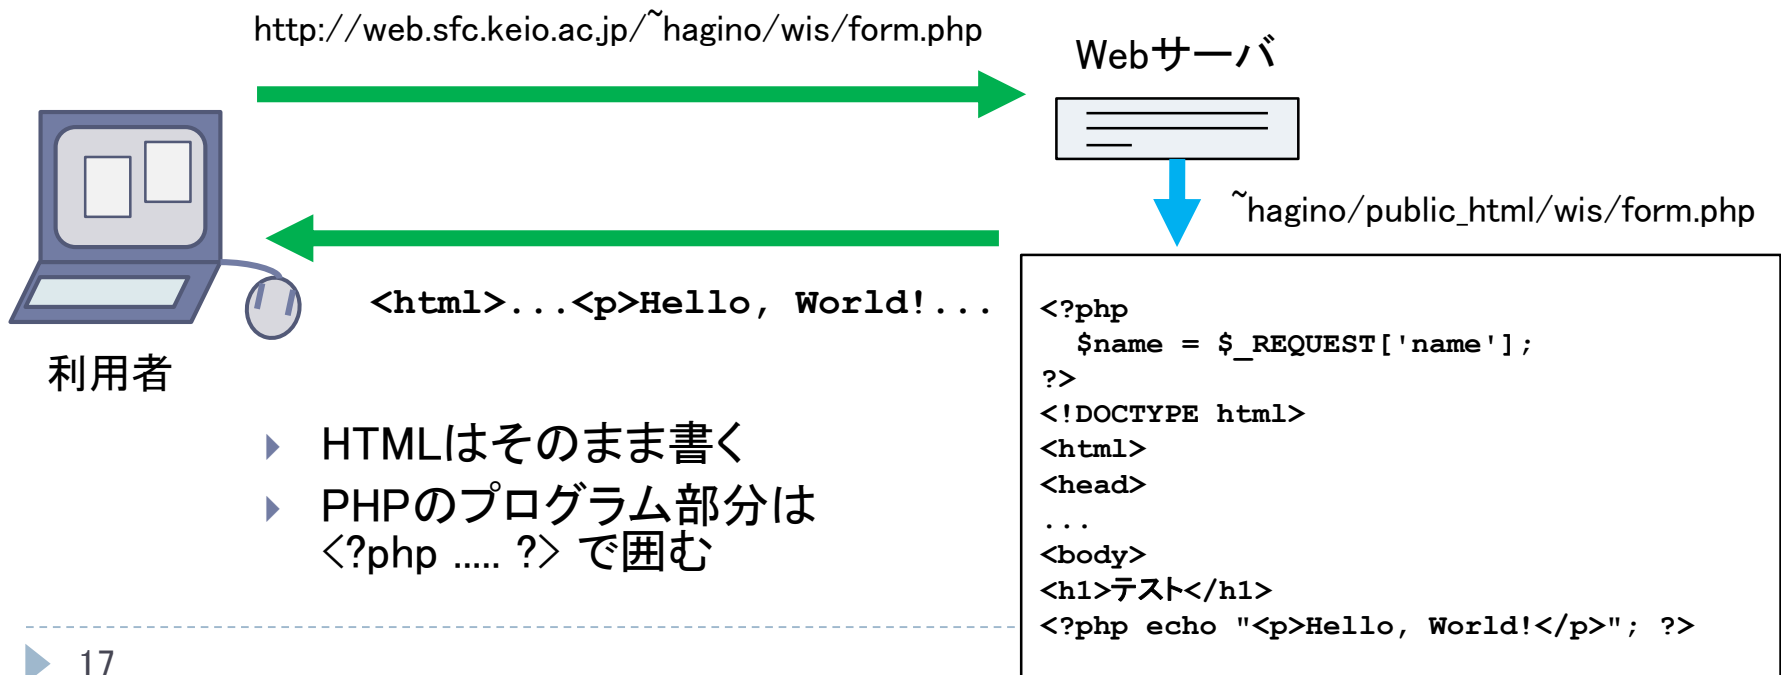 http://web.sfc.keio.ac.jp/~hagino/wis/form.php
Webサーバ
~hagino/public_html/wis/form.php
<html>...<p>Hello, World!...
利用者
HTMLはそのまま書く
PHPのプログラム部分は
<?php ..... ?> で囲む
<?php
$name = $_REQUEST['name'];
?>
<!DOCTYPE html>
<html>
<head>
...
<body>
<h1>テスト</h1>
<?php echo "<p>Hello, World!</p>"; ?>
17